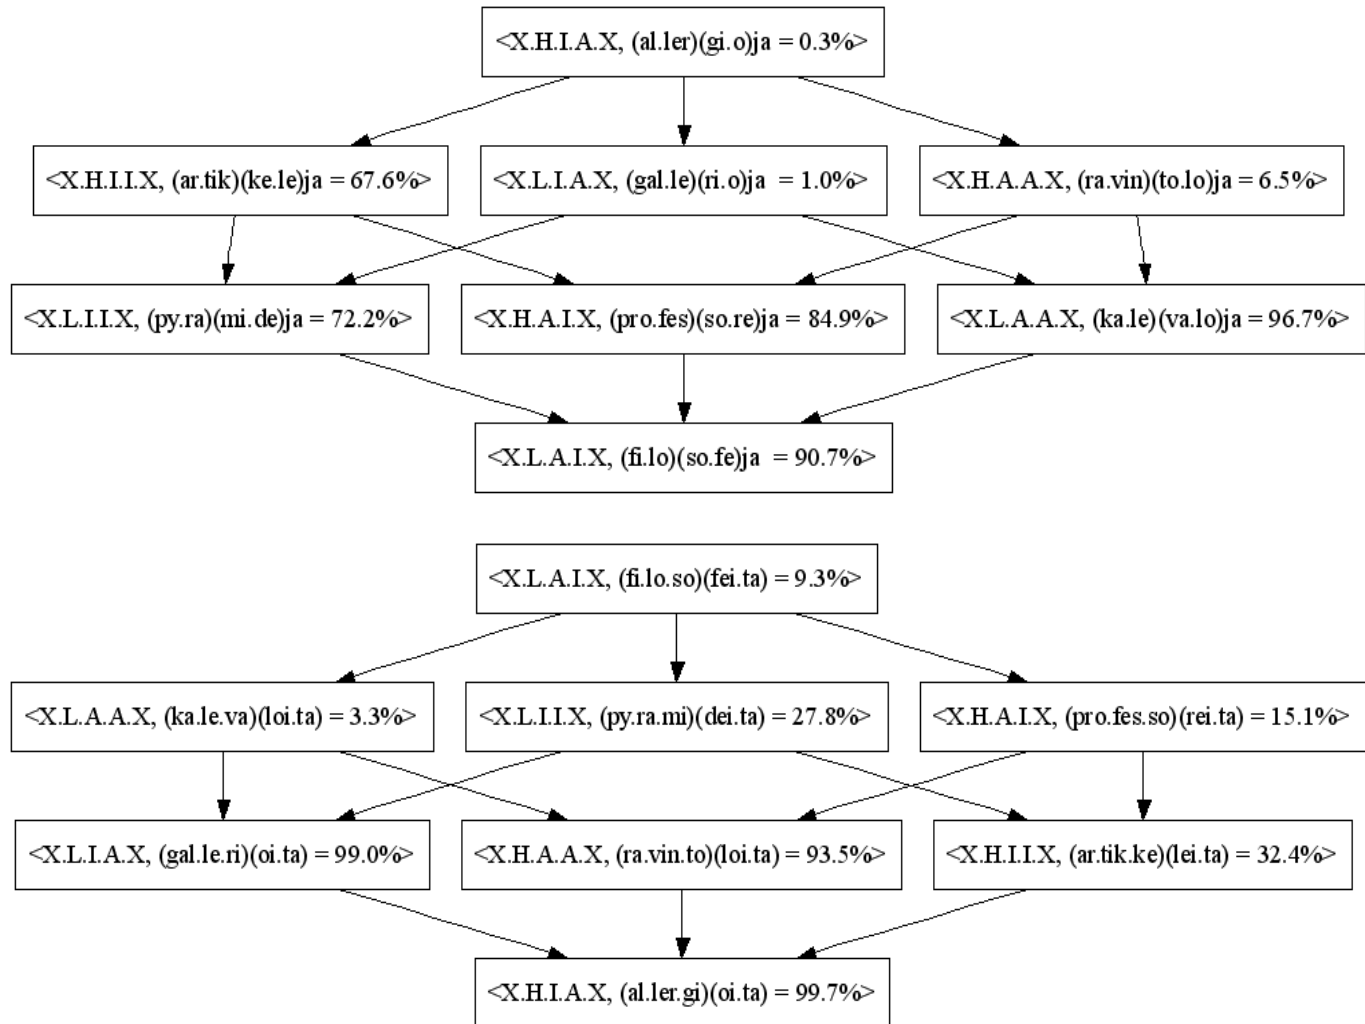 <X.H.I.A.X, (al.ler)(gi.o)ja = 0.3%>
<X.H.I.I.X, (ar.tik)(ke.le)ja = 67.6%>
<X.L.I.A.X, (gal.le)(ri.o)ja = 1.0%>
<X.H.A.A.X, (ra.vin)(to.lo)ja = 6.5%>
<X.L.I.I.X, (py.ra)(mi.de)ja = 72.2%>
<X.H.A.I.X, (pro.fes)(so.re)ja = 84.9%>
<X.L.A.A.X, (ka.le)(va.lo)ja = 96.7%>
<X.L.A.I.X, (fi.lo)(so.fe)ja = 90.7%>
<X.L.A.I.X, (fi.lo.so)(fei.ta) = 9.3%>
<X.L.A.A.X, (ka.le.va)(loi.ta) = 3.3%>
<X.L.I.I.X, (py.ra.mi)(dei.ta) = 27.8%>
<X.H.A.I.X, (pro.fes.so)(rei.ta) = 15.1%>
<X.L.I.A.X, (gal.le.ri)(oi.ta) = 99.0%>
<X.H.A.A.X, (ra.vin.to)(loi.ta) = 93.5%>
<X.H.I.I.X, (ar.tik.ke)(lei.ta) = 32.4%>
<X.H.I.A.X, (al.ler.gi)(oi.ta) = 99.7%>